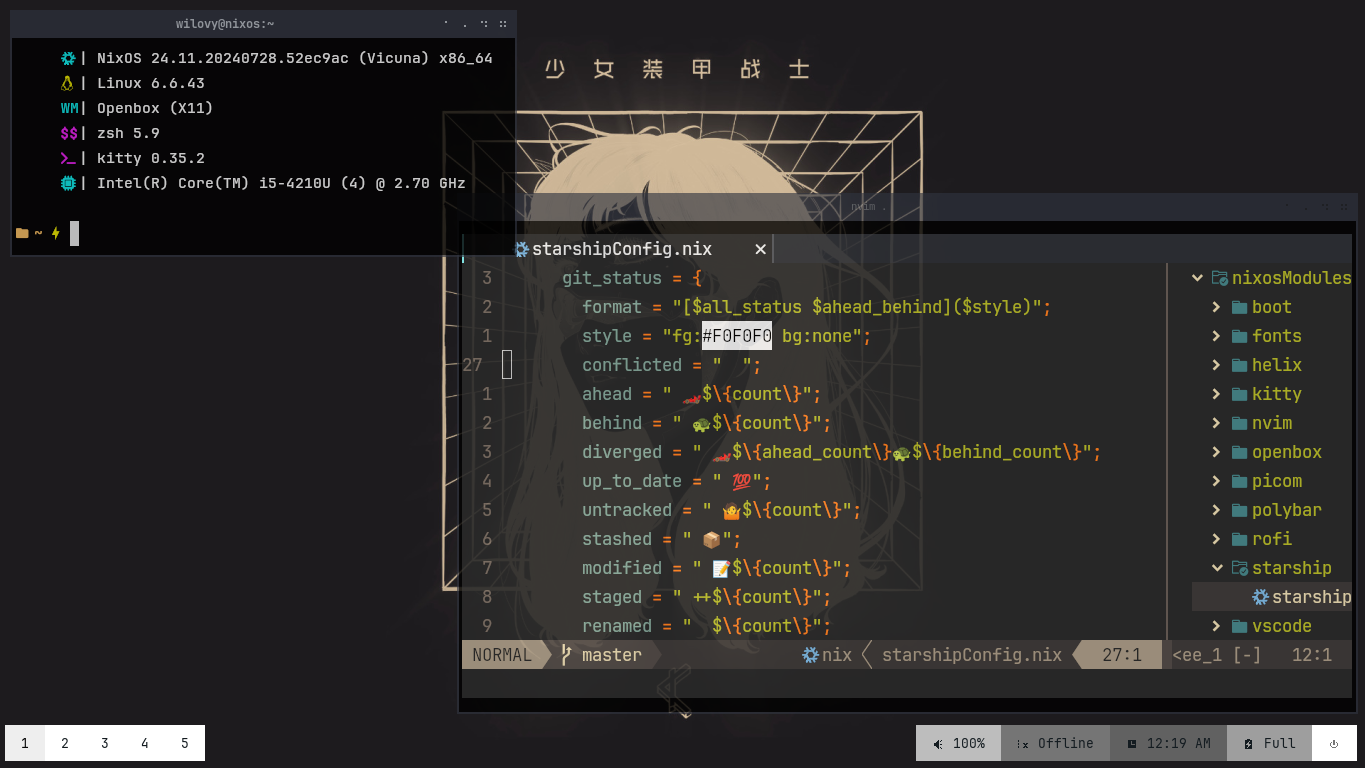 wilovy@nixos:~
NixOS 24.11.20240728.52ec9ac (Vicuna) x86_64
Linux 6.6.43
WM| Openbox (X11)
$$| zsh 5.9
>_| kitty 0.35.2
Intel(R) Core(TM) i5-4210U (4) @ 2.70 GHz
~ ⚡
少女装甲战士
nvim .
starshipConfig.nix ×
3 git_status = {
2 format = "[$all_status $ahead_behind]($style)";
1 style = "fg:#F0F0F0 bg:none";
27 conflicted = "  ";
1 ahead = " 🏎️$\{count\}";
2 behind = " 🐢$\{count\}";
3 diverged = " 🏎️$\{ahead_count\}🐢$\{behind_count\}";
4 up_to_date = " 💯";
5 untracked = " 🤷$\{count\}";
6 stashed = " 📦";
7 modified = " 📝$\{count\}";
8 staged = " ++$\{count\}";
9 renamed = "  $\{count\}";
nixosModules
boot
fonts
helix
kitty
nvim
openbox
picom
polybar
rofi
starship
starship
vscode
NORMAL master nix starshipConfig.nix 27:1 <ee_1 [-] 12:1
1 2 3 4 5
100% Offline 12:19 AM Full